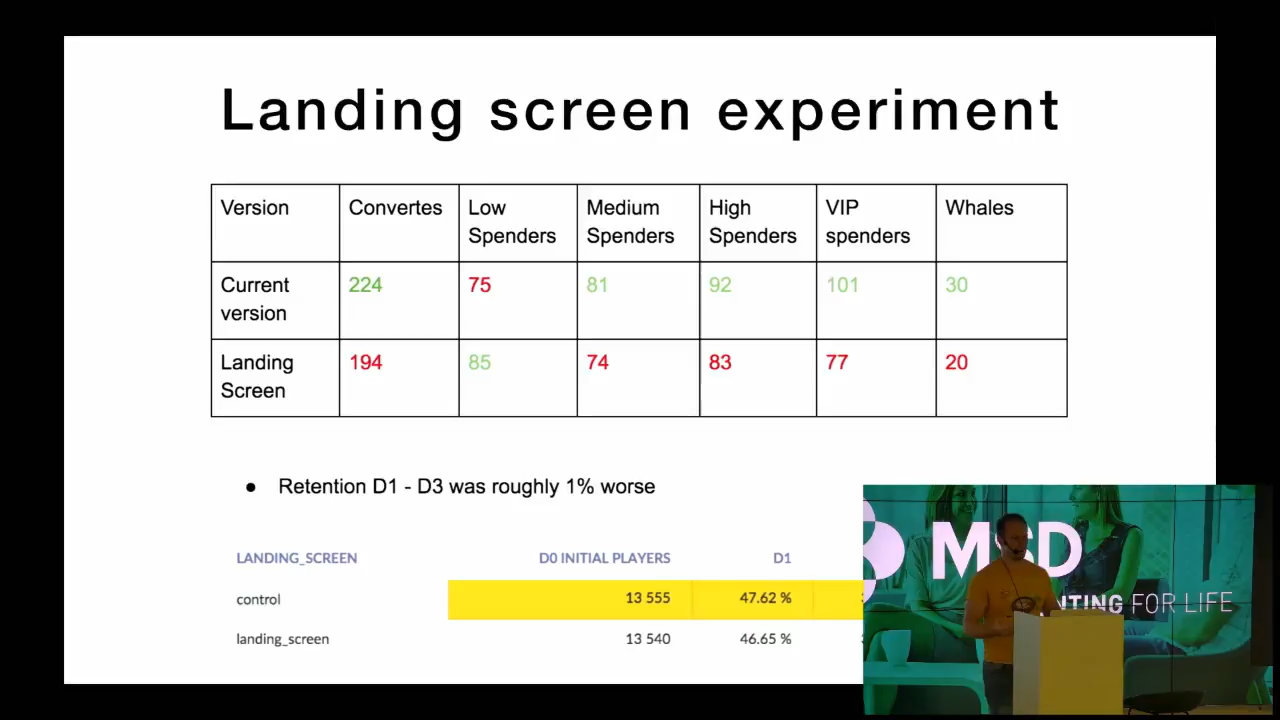 Landing screen experiment
Version Convertes Low Spenders Medium Spenders High Spenders VIP spenders Whales
Current version 224 75 81 92 101 30
Landing Screen 194 85 74 83 77 20
● Retention D1 - D3 was roughly 1% worse
LANDING_SCREEN D0 INITIAL PLAYERS D1
control 13 555 47.62 %
landing_screen 13 540 46.65 %
MSD
FOR LIFE